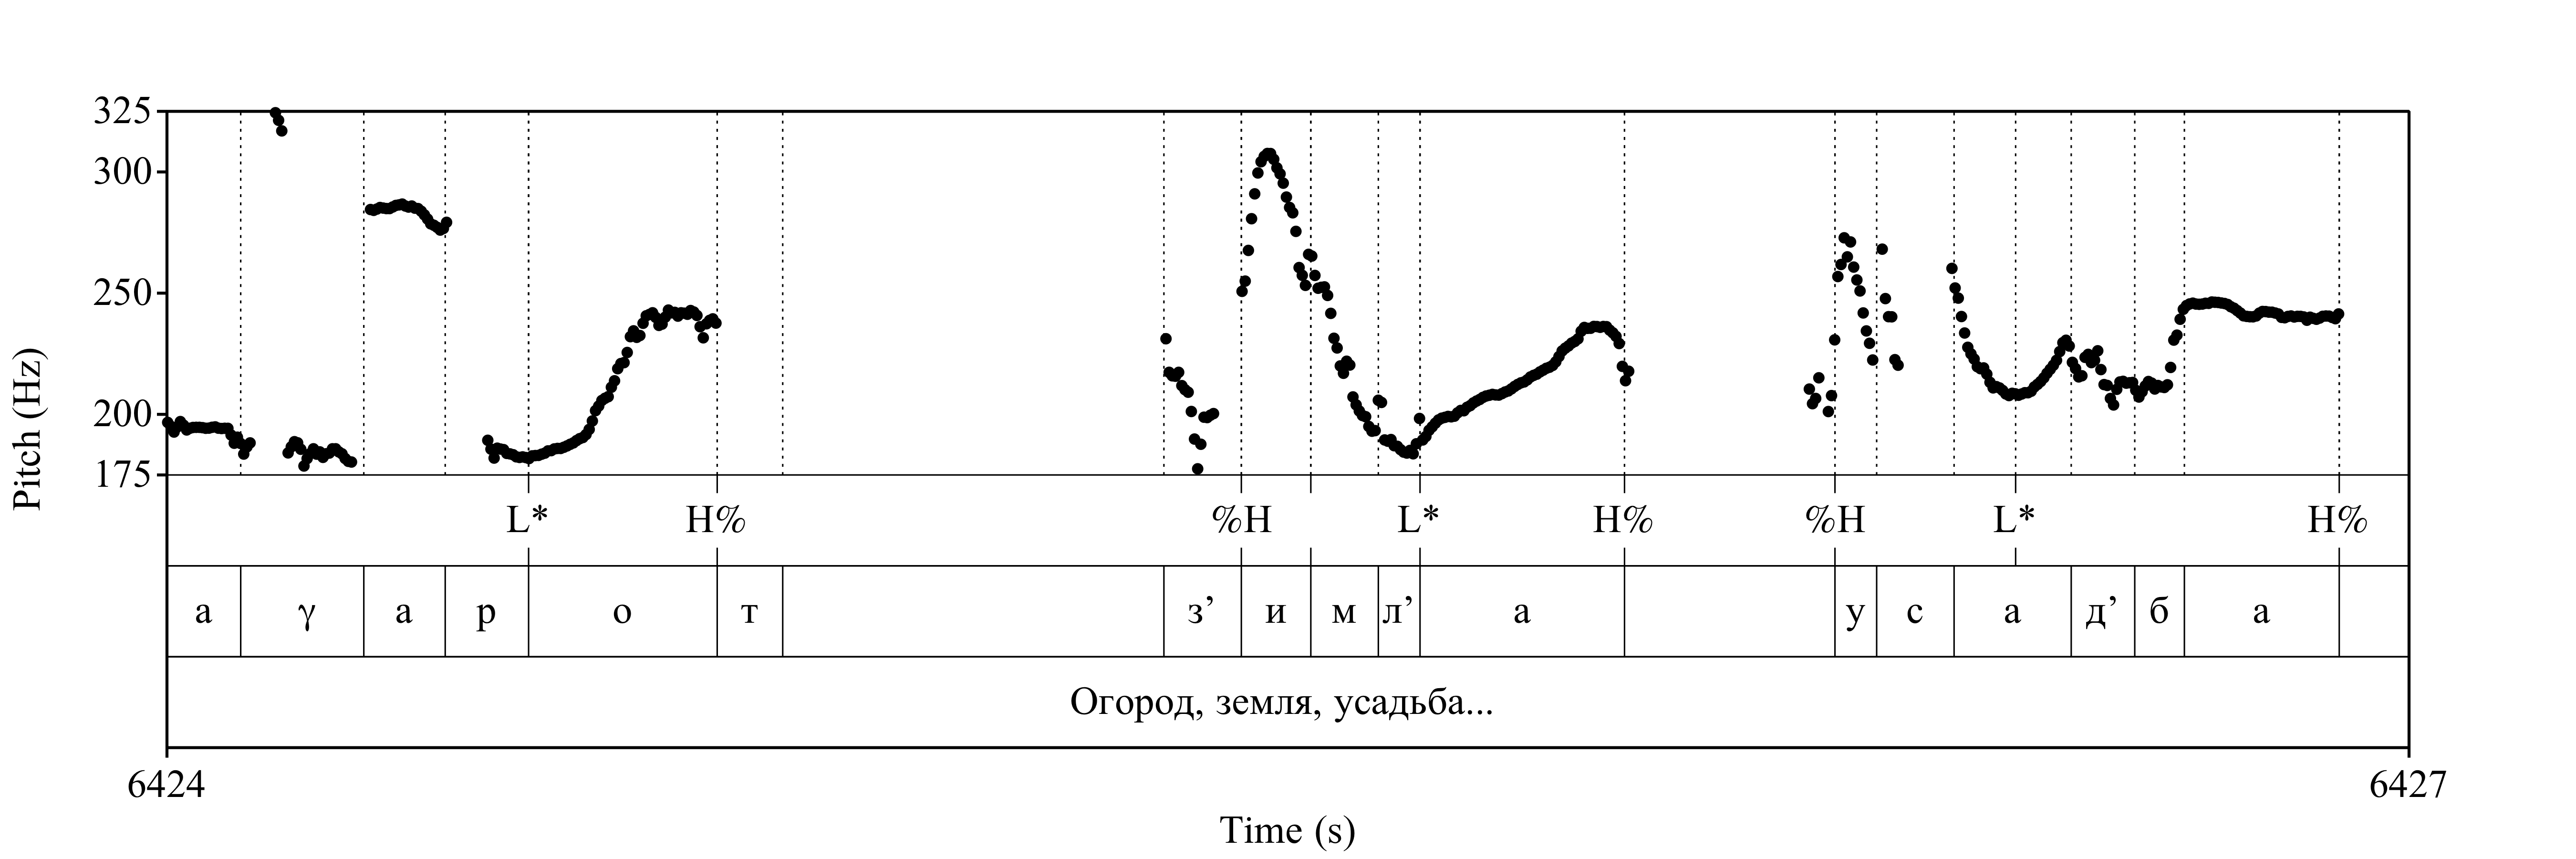 325
300
250
200
175
Pitch (Hz)
L* H% %H L* H% %H L* H%
а γ а р о т з’ и м л’ а у с а д’ б а
Огород, земля, усадьба...
6424 6427
Time (s)